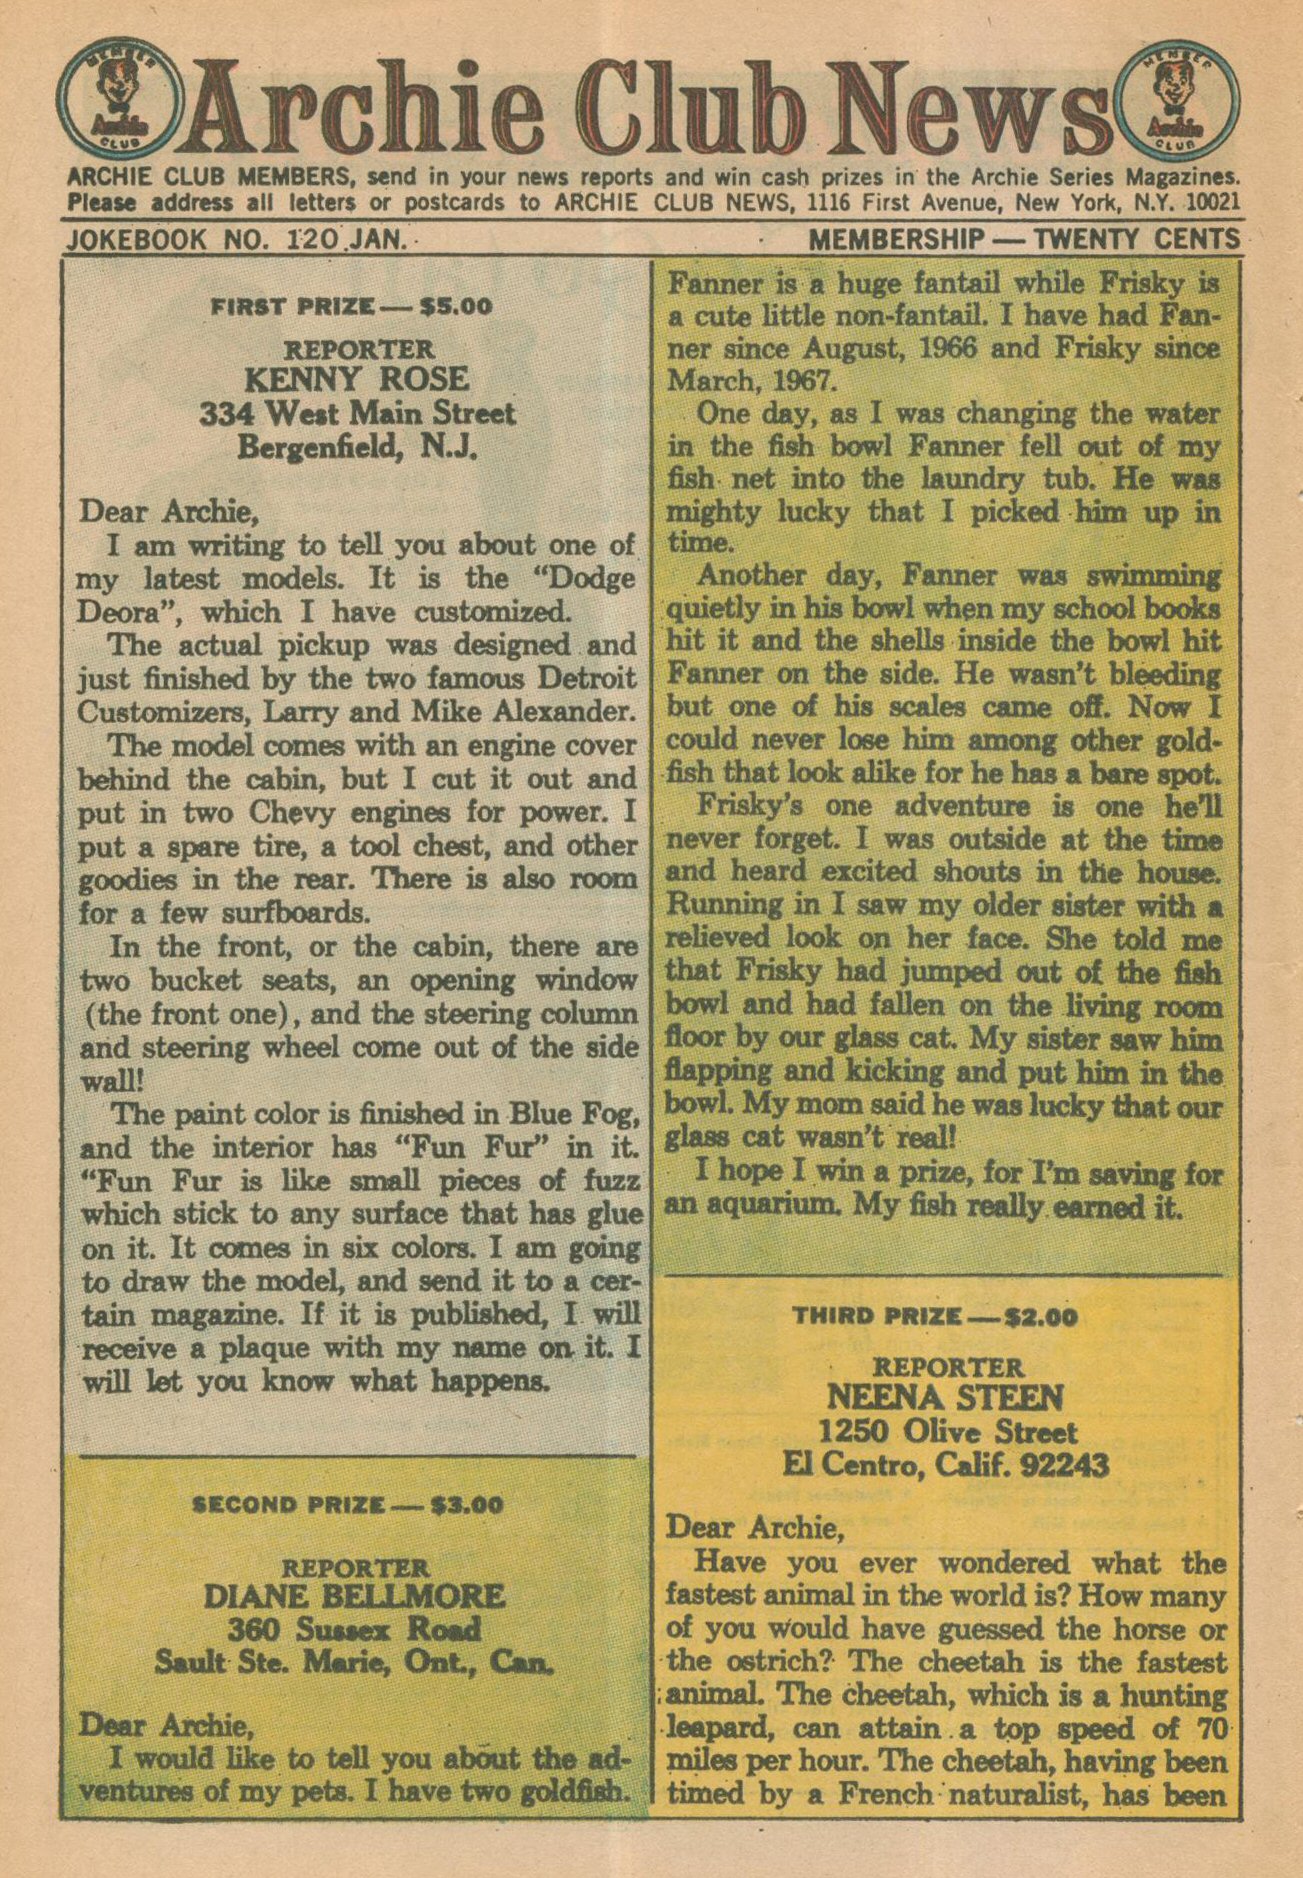 MEMBER
Archie
CLUB
Archie Club News
MEMBER
Archie
CLUB
ARCHIE CLUB MEMBERS, send in your news reports and win cash prizes in the Archie Series Magazines.
Please address all letters or postcards to ARCHIE CLUB NEWS, 1116 First Avenue, New York, N.Y. 10021
JOKEBOOK NO. 120 JAN.
MEMBERSHIP — TWENTY CENTS
FIRST PRIZE — $5.00
REPORTER
KENNY ROSE
334 West Main Street
Bergenfield, N.J.
Dear Archie,
I am writing to tell you about one of
my latest models. It is the “Dodge
Deora”, which I have customized.
The actual pickup was designed and
just finished by the two famous Detroit
Customizers, Larry and Mike Alexander.
The model comes with an engine cover
behind the cabin, but I cut it out and
put in two Chevy engines for power. I
put a spare tire, a tool chest, and other
goodies in the rear. There is also room
for a few surfboards.
In the front, or the cabin, there are
two bucket seats, an opening window
(the front one), and the steering column
and steering wheel come out of the side
wall!
The paint color is finished in Blue Fog,
and the interior has “Fun Fur” in it.
“Fun Fur is like small pieces of fuzz
which stick to any surface that has glue
on it. It comes in six colors. I am going
to draw the model, and send it to a cer-
tain magazine. If it is published, I will
receive a plaque with my name on it. I
will let you know what happens.
SECOND PRIZE — $3.00
REPORTER
DIANE BELLMORE
360 Sussex Road
Sault Ste. Marie, Ont., Can.
Dear Archie,
I would like to tell you about the ad-
ventures of my pets. I have two goldfish.
Fanner is a huge fantail while Frisky is
a cute little non-fantail. I have had Fan-
ner since August, 1966 and Frisky since
March, 1967.
One day, as I was changing the water
in the fish bowl Fanner fell out of my
fish net into the laundry tub. He was
mighty lucky that I picked him up in
time.
Another day, Fanner was swimming
quietly in his bowl when my school books
hit it and the shells inside the bowl hit
Fanner on the side. He wasn’t bleeding
but one of his scales came off. Now I
could never lose him among other gold-
fish that look alike for he has a bare spot.
Frisky’s one adventure is one he’ll
never forget. I was outside at the time
and heard excited shouts in the house.
Running in I saw my older sister with a
relieved look on her face. She told me
that Frisky had jumped out of the fish
bowl and had fallen on the living room
floor by our glass cat. My sister saw him
flapping and kicking and put him in the
bowl. My mom said he was lucky that our
glass cat wasn’t real!
I hope I win a prize, for I’m saving for
an aquarium. My fish really earned it.
THIRD PRIZE — $2.00
REPORTER
NEENA STEEN
1250 Olive Street
El Centro, Calif. 92243
Dear Archie,
Have you ever wondered what the
fastest animal in the world is? How many
of you would have guessed the horse or
the ostrich? The cheetah is the fastest
animal. The cheetah, which is a hunting
leapard, can attain a top speed of 70
miles per hour. The cheetah, having been
timed by a French naturalist, has been